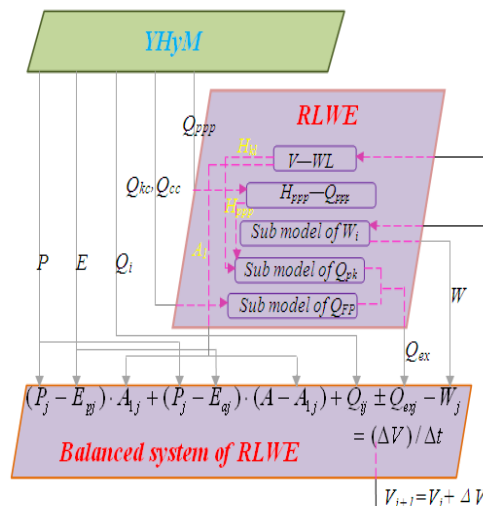 YHyM
RLWE
Q_ppp
H_kl
V—WL
Q_kc, Q_cc
H_ppp—Q_ppp
H_ppp
Sub model of W_i
P
E
Q_i
A_1
Sub model of Q_pk
W
Sub model of Q_FP
Q_ex
(P_j − E_pj)·A_1j + (P_j − E_aj)·(A − A_1j) + Q_ij ± Q_exj − W_j
= (ΔV)/Δt
Balanced system of RLWE
V_i+1=V_i+ΔV